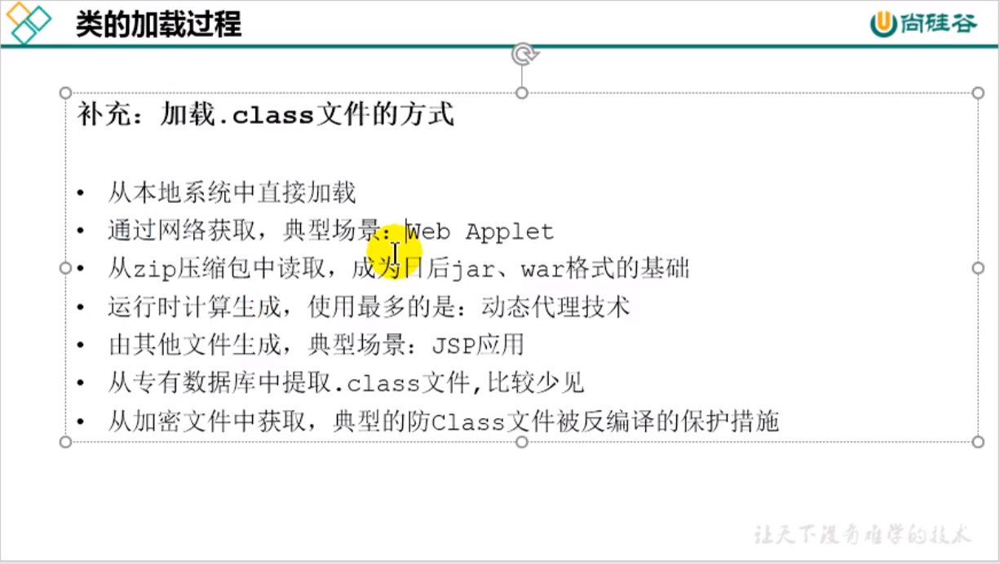 类的加载过程
尚硅谷
补充：加载.class文件的方式
• 从本地系统中直接加载
• 通过网络获取，典型场景：Web Applet
• 从zip压缩包中读取，成为日后jar、war格式的基础
• 运行时计算生成，使用最多的是：动态代理技术
• 由其他文件生成，典型场景：JSP应用
• 从专有数据库中提取.class文件,比较少见
• 从加密文件中获取，典型的防Class文件被反编译的保护措施
让天下没有难学的技术